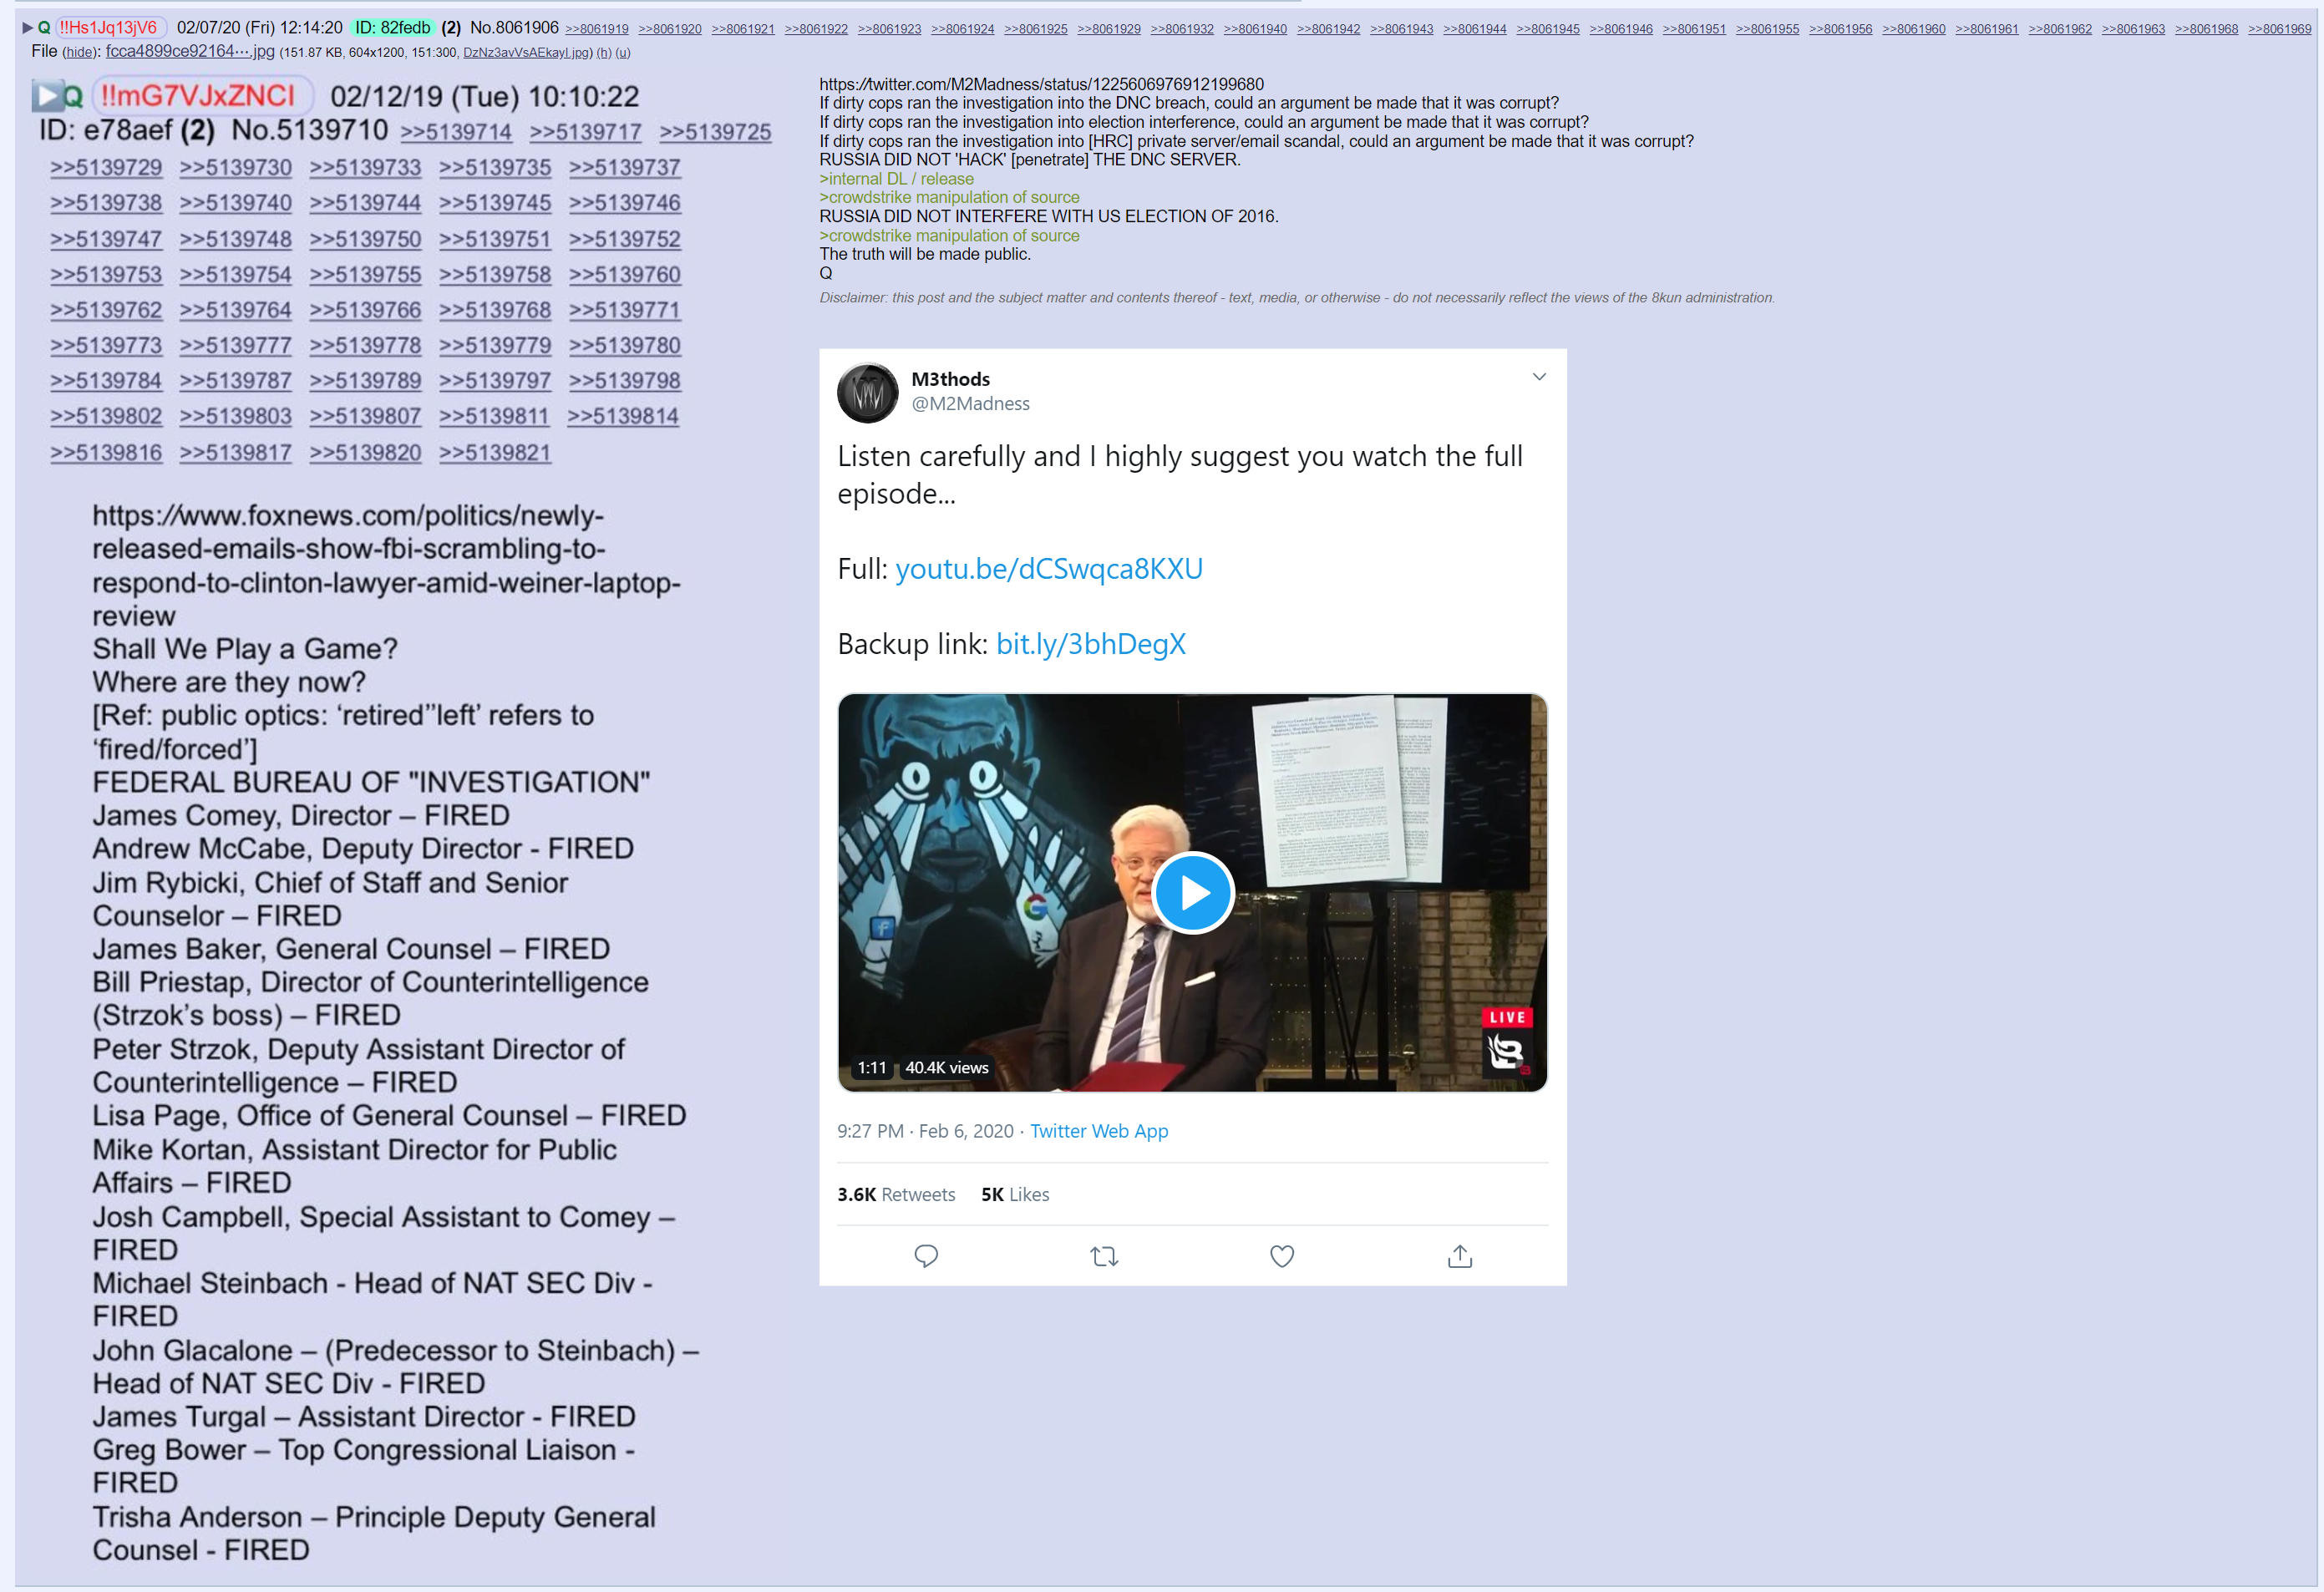 Q !!Hs1Jq13jV6 02/07/20 (Fri) 12:14:20 ID: 82fedb (2) No.8061906 >>8061919 >>8061920 >>8061921 >>8061922 >>8061923 >>8061924 >>8061925 >>8061929 >>8061932 >>8061940 >>8061942 >>8061943 >>8061944 >>8061945 >>8061946 >>8061951 >>8061955 >>8061956 >>8061960 >>8061961 >>8061962 >>8061963 >>8061968 >>8061969
File (hide): fcca4899ce92164⋯.jpg (151.87 KB, 604x1200, 151:300, DzNz3avVsAEkayI.jpg) (h) (u)
Q !!mG7VJxZNCI 02/12/19 (Tue) 10:10:22
ID: e78aef (2) No.5139710 >>5139714 >>5139717 >>5139725
>>5139729 >>5139730 >>5139733 >>5139735 >>5139737
>>5139738 >>5139740 >>5139744 >>5139745 >>5139746
>>5139747 >>5139748 >>5139750 >>5139751 >>5139752
>>5139753 >>5139754 >>5139755 >>5139758 >>5139760
>>5139762 >>5139764 >>5139766 >>5139768 >>5139771
>>5139773 >>5139777 >>5139778 >>5139779 >>5139780
>>5139784 >>5139787 >>5139789 >>5139797 >>5139798
>>5139802 >>5139803 >>5139807 >>5139811 >>5139814
>>5139816 >>5139817 >>5139820 >>5139821
https://www.foxnews.com/politics/newly-
released-emails-show-fbi-scrambling-to-
respond-to-clinton-lawyer-amid-weiner-laptop-
review
Shall We Play a Game?
Where are they now?
[Ref: public optics: ‘retired”left’ refers to
‘fired/forced’]
FEDERAL BUREAU OF "INVESTIGATION"
James Comey, Director – FIRED
Andrew McCabe, Deputy Director - FIRED
Jim Rybicki, Chief of Staff and Senior
Counselor – FIRED
James Baker, General Counsel – FIRED
Bill Priestap, Director of Counterintelligence
(Strzok’s boss) – FIRED
Peter Strzok, Deputy Assistant Director of
Counterintelligence – FIRED
Lisa Page, Office of General Counsel – FIRED
Mike Kortan, Assistant Director for Public
Affairs – FIRED
Josh Campbell, Special Assistant to Comey –
FIRED
Michael Steinbach - Head of NAT SEC Div -
FIRED
John Glacalone – (Predecessor to Steinbach) –
Head of NAT SEC Div - FIRED
James Turgal – Assistant Director - FIRED
Greg Bower – Top Congressional Liaison -
FIRED
Trisha Anderson – Principle Deputy General
Counsel - FIRED
https://twitter.com/M2Madness/status/1225606976912199680
If dirty cops ran the investigation into the DNC breach, could an argument be made that it was corrupt?
If dirty cops ran the investigation into election interference, could an argument be made that it was corrupt?
If dirty cops ran the investigation into [HRC] private server/email scandal, could an argument be made that it was corrupt?
RUSSIA DID NOT 'HACK' [penetrate] THE DNC SERVER.
>internal DL / release
>crowdstrike manipulation of source
RUSSIA DID NOT INTERFERE WITH US ELECTION OF 2016.
>crowdstrike manipulation of source
The truth will be made public.
Q
Disclaimer: this post and the subject matter and contents thereof - text, media, or otherwise - do not necessarily reflect the views of the 8kun administration.
M3thods
@M2Madness
Listen carefully and I highly suggest you watch the full
episode...
Full: youtu.be/dCSwqca8KXU
Backup link: bit.ly/3bhDegX
LIVE
1:11 40.4K views
9:27 PM · Feb 6, 2020 · Twitter Web App
3.6K Retweets 5K Likes